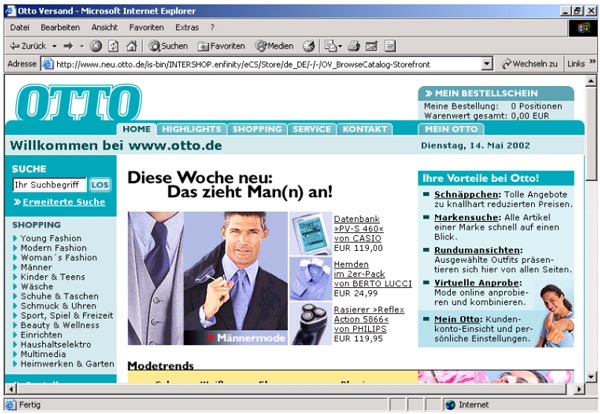 Otto Versand - Microsoft Internet Explorer
Datei Bearbeiten Ansicht Favoriten Extras ?
Zurück Suchen Favoriten Medien
Adresse http://www.neu.otto.de/is-bin/INTERSHOP.enfinity/eCS/Store/de_DE/-/-/OV_BrowseCatalog-Storefront Wechseln zu Links »
OTTO
MEIN BESTELLSCHEIN
Meine Bestellung: 0 Positionen
Warenwert gesamt: 0,00 EUR
HOME HIGHLIGHTS SHOPPING SERVICE KONTAKT MEIN OTTO
Willkommen bei www.otto.de Dienstag, 14. Mai 2002
SUCHE
Ihr Suchbegriff LOS
Erweiterte Suche
SHOPPING
Young Fashion
Modern Fashion
Woman´s Fashion
Männer
Kinder & Teens
Wäsche
Schuhe & Taschen
Schmuck & Uhren
Sport, Spiel & Freizeit
Beauty & Wellness
Einrichten
Haushaltselektro
Multimedia
Heimwerken & Garten
Diese Woche neu:
Das zieht Man(n) an!
Männermode
Datenbank
»PV-S 460«
von CASIO
EUR 119,00
Hemden
im 2er-Pack
von BERTO LUCCI
EUR 24,99
Rasierer »Reflex
Action 5866«
von PHILIPS
EUR 119,95
Modetrends
Ihre Vorteile bei Otto!
Schnäppchen: Tolle Angebote
zu knallhart reduzierten Preisen.
Markensuche: Alle Artikel
einer Marke schnell auf einen
Blick.
Rundumansichten:
Ausgewählte Outfits präsen-
tieren sich hier von allen Seiten.
Virtuelle Anprobe:
Mode online anprobie-
ren und kombinieren.
Mein Otto: Kunden-
konto-Einsicht und per-
sönliche Einstellungen.
Fertig Internet